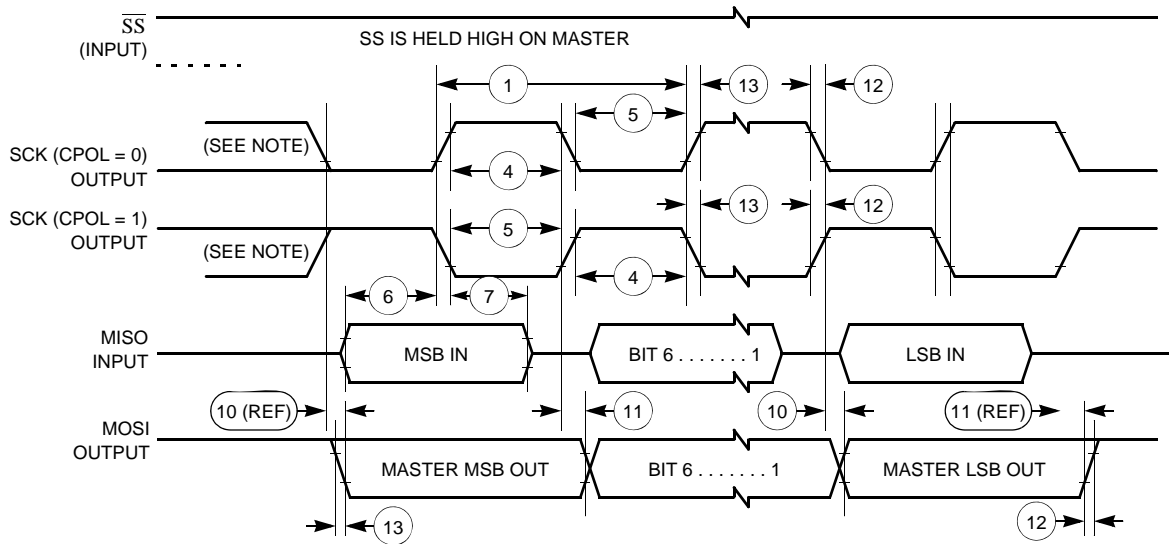 SS
(INPUT)
SS IS HELD HIGH ON MASTER
1
13
12
5
SCK (CPOL = 0)
OUTPUT
(SEE NOTE)
4
13
12
SCK (CPOL = 1)
OUTPUT
5
(SEE NOTE)
4
6
7
MISO
INPUT
MSB IN
BIT 6 . . . . . . . 1
LSB IN
10 (REF)
11
10
11 (REF)
MOSI
OUTPUT
MASTER MSB OUT
BIT 6 . . . . . . . 1
MASTER LSB OUT
13
12